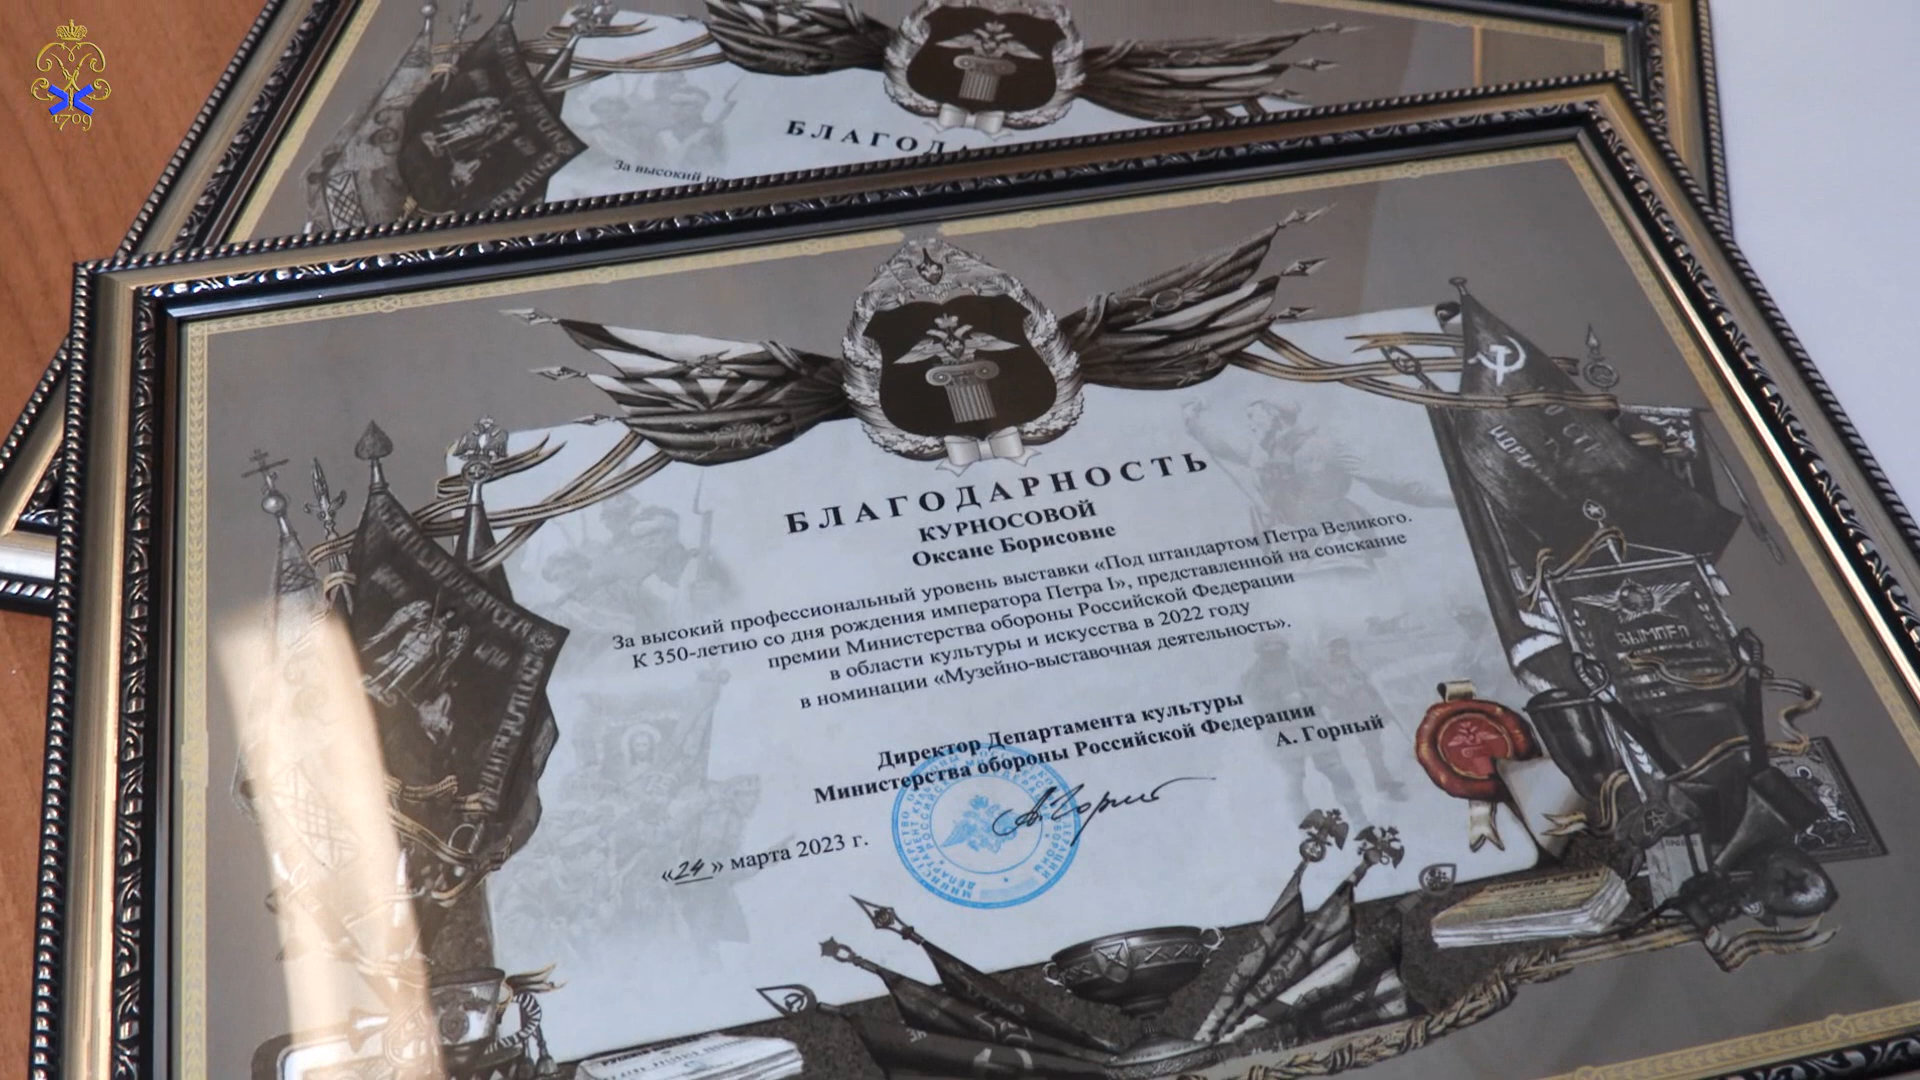 1709
БЛАГОД
За высокий
БЛАГОДАРНОСТЬ
КУРНОСОВОЙ
Оксане Борисовне
За высокий профессиональный уровень выставки «Под штандартом Петра Великого.
К 350-летию со дня рождения императора Петра I», представленной на соискание
премии Министерства обороны Российской Федерации
в области культуры и искусства в 2022 году
в номинации «Музейно-выставочная деятельность».
Директор Департамента культуры
Министерства обороны Российской Федерации
А. Горный
«24» марта 2023 г.
ВЫМПЕЛ